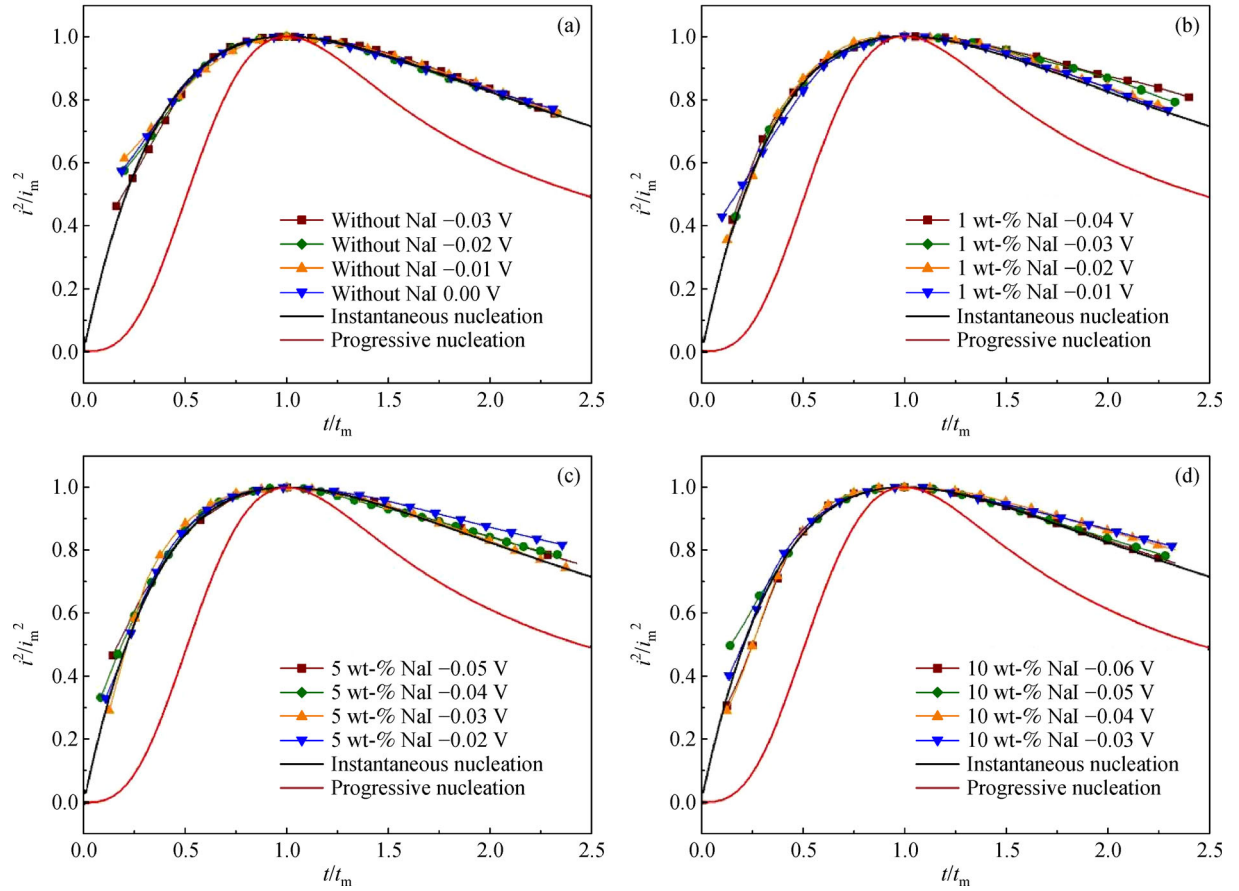 (a)
1.0
0.8
0.6
0.4
0.2
0.0
i²/iₘ²
Without NaI −0.03 V
Without NaI −0.02 V
Without NaI −0.01 V
Without NaI 0.00 V
Instantaneous nucleation
Progressive nucleation
0.0 0.5 1.0 1.5 2.0 2.5
t/tₘ
(b)
1.0
0.8
0.6
0.4
0.2
0.0
i²/iₘ²
1 wt-% NaI −0.04 V
1 wt-% NaI −0.03 V
1 wt-% NaI −0.02 V
1 wt-% NaI −0.01 V
Instantaneous nucleation
Progressive nucleation
0.0 0.5 1.0 1.5 2.0 2.5
t/tₘ
(c)
1.0
0.8
0.6
0.4
0.2
0.0
i²/iₘ²
5 wt-% NaI −0.05 V
5 wt-% NaI −0.04 V
5 wt-% NaI −0.03 V
5 wt-% NaI −0.02 V
Instantaneous nucleation
Progressive nucleation
0.0 0.5 1.0 1.5 2.0 2.5
t/tₘ
(d)
1.0
0.8
0.6
0.4
0.2
0.0
i²/iₘ²
10 wt-% NaI −0.06 V
10 wt-% NaI −0.05 V
10 wt-% NaI −0.04 V
10 wt-% NaI −0.03 V
Instantaneous nucleation
Progressive nucleation
0.0 0.5 1.0 1.5 2.0 2.5
t/tₘ